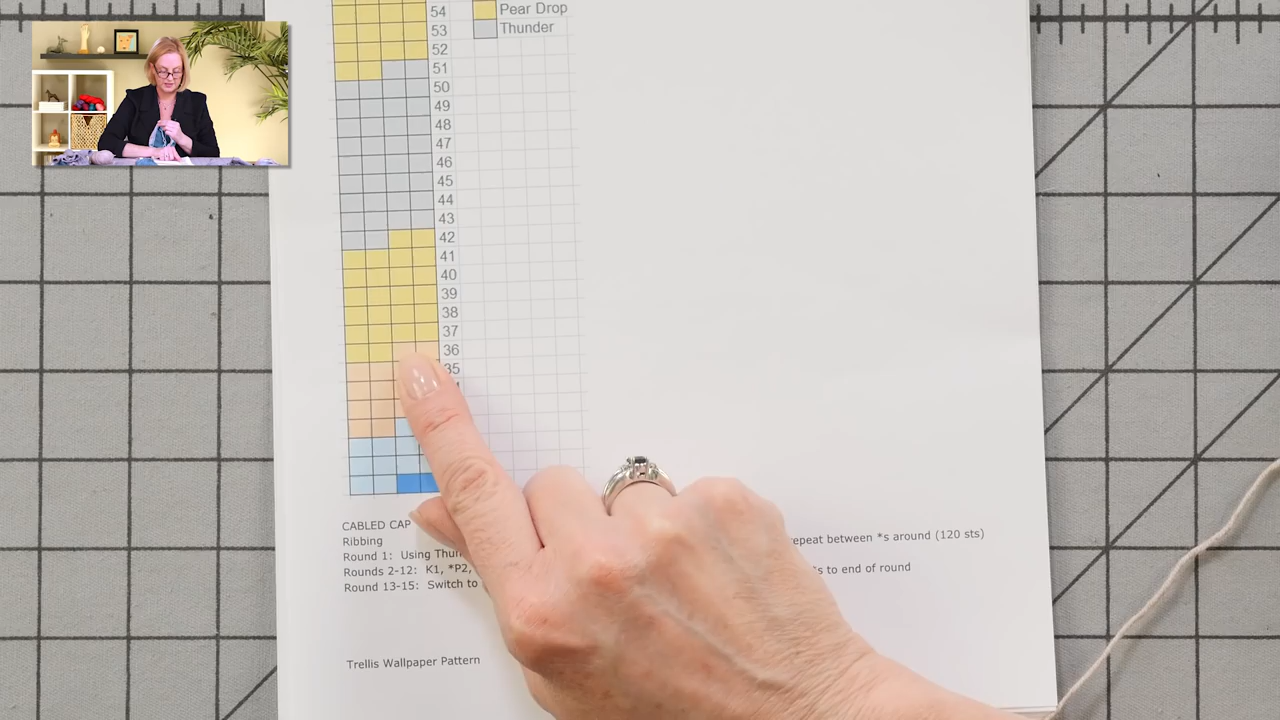 54
Pear Drop
53
Thunder
52
51
50
49
48
47
46
45
44
43
42
41
40
39
38
37
36
35
CABLED CAP
Ribbing
Round 1: Using Thun
repeat between *s around (120 sts)
Rounds 2-12: K1, *P2,
s to end of round
Round 13-15: Switch to
Trellis Wallpaper Pattern